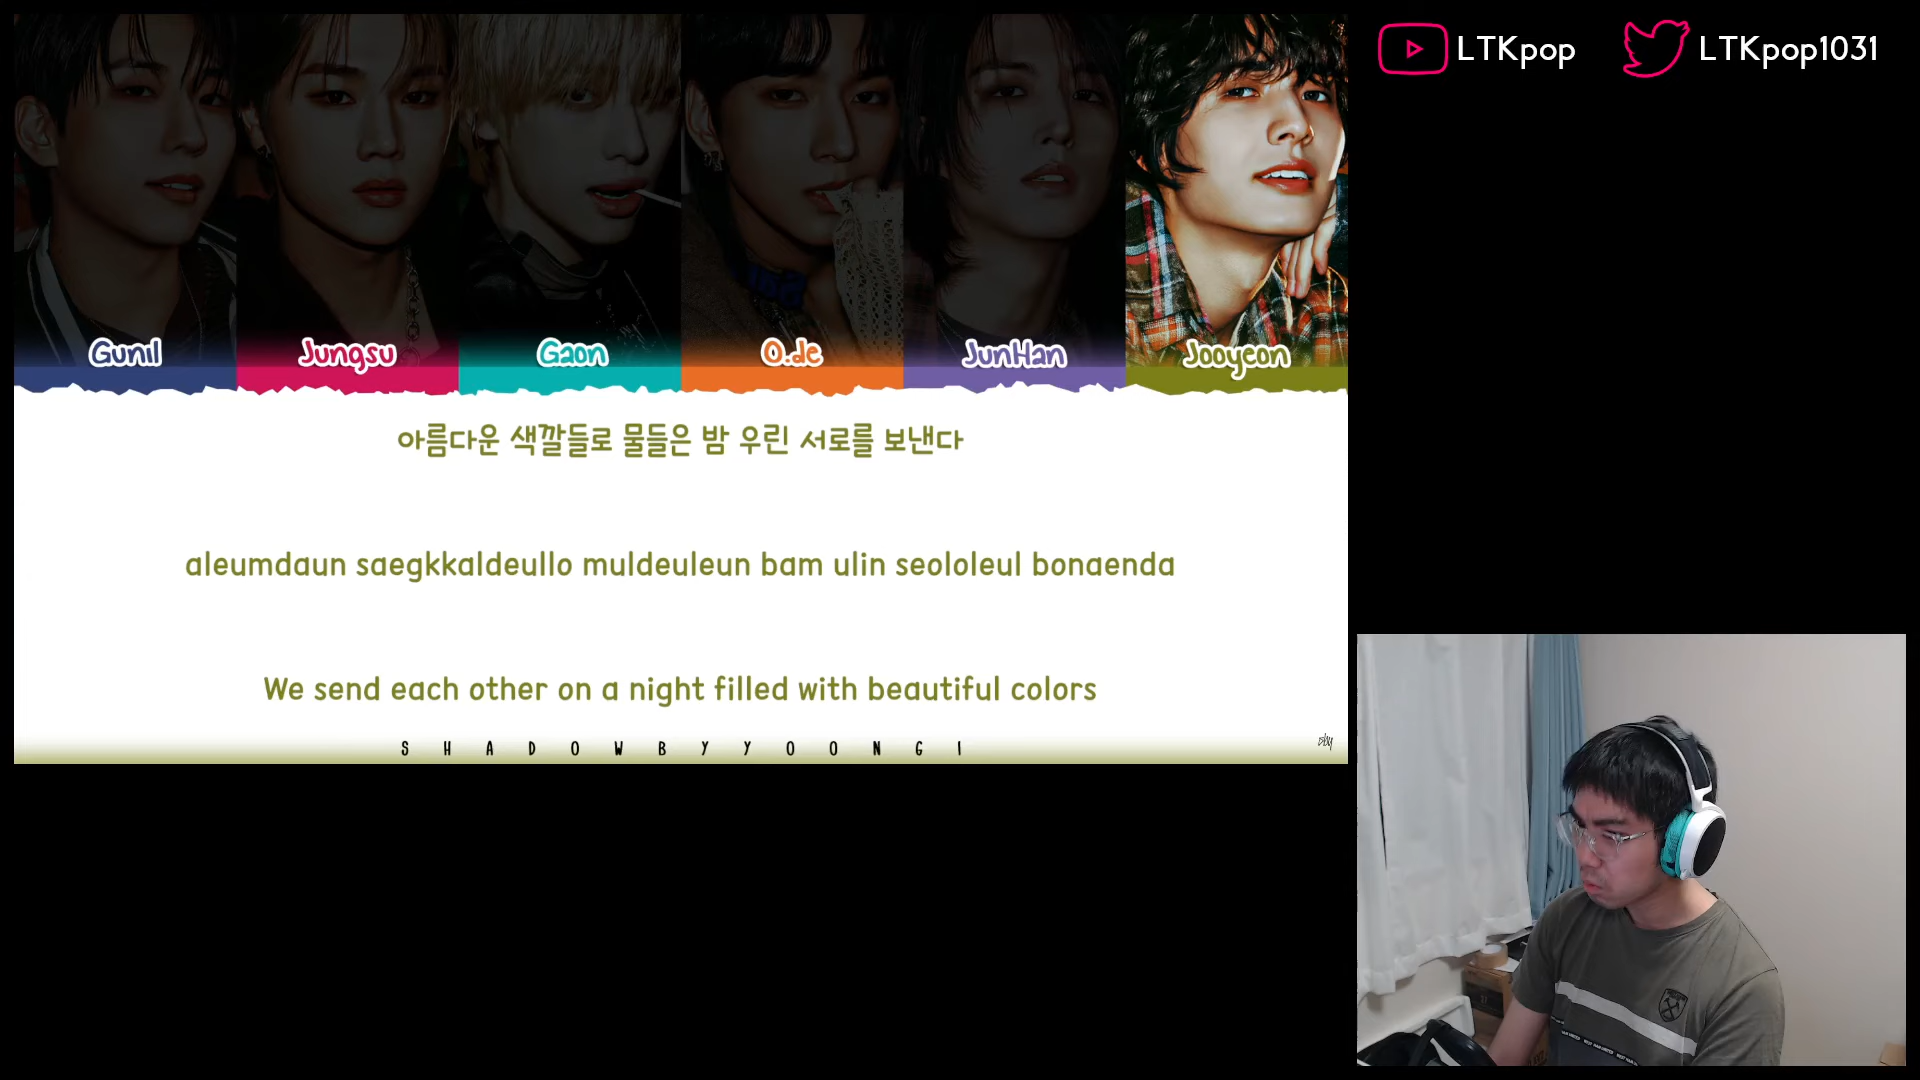 LTKpop
LTKpop1031
Gunil
Jungsu
Gaon
O.de
JunHan
Jooyeon
아름다운 색깔들로 물들은 밤 우린 서로를 보낸다
aleumdaun saegkkaldeullo muldeuleun bam ulin seololeul bonaenda
We send each other on a night filled with beautiful colors
SHADOWBYYOONGI
sby